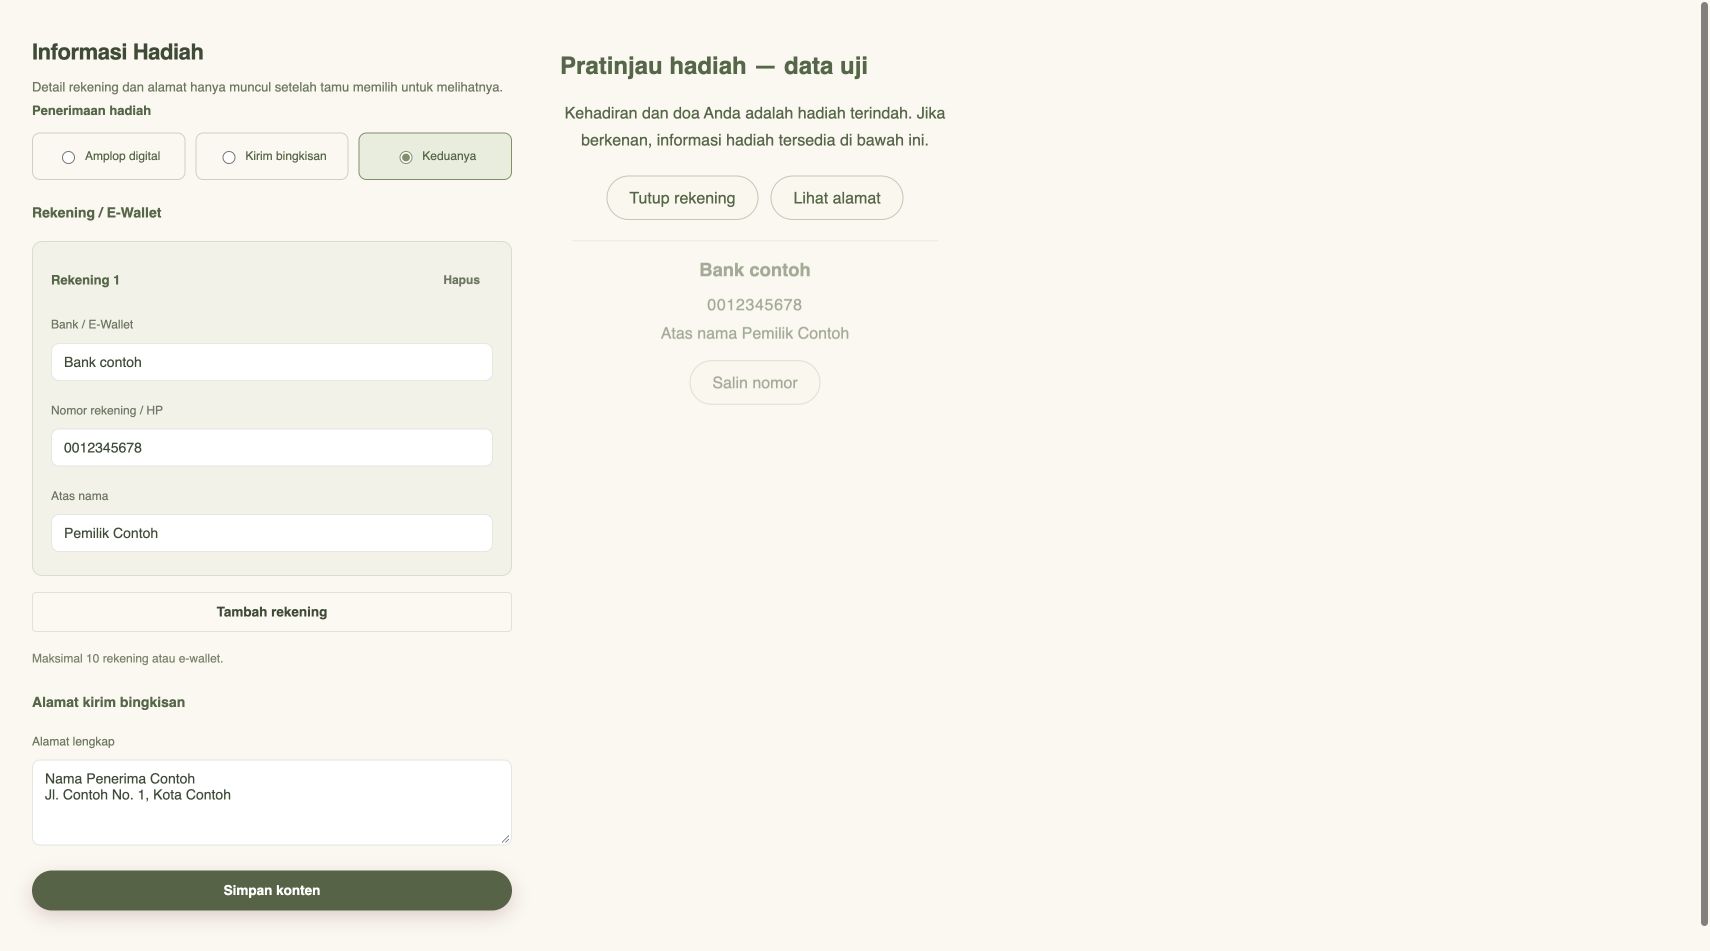 Informasi Hadiah
Detail rekening dan alamat hanya muncul setelah tamu memilih untuk melihatnya.
Penerimaan hadiah
Amplop digital
Kirim bingkisan
Keduanya
Rekening / E-Wallet
Rekening 1
Hapus
Bank / E-Wallet
Bank contoh
Nomor rekening / HP
0012345678
Atas nama
Pemilik Contoh
Tambah rekening
Maksimal 10 rekening atau e-wallet.
Alamat kirim bingkisan
Alamat lengkap
Nama Penerima Contoh
Jl. Contoh No. 1, Kota Contoh
Simpan konten
Pratinjau hadiah — data uji
Kehadiran dan doa Anda adalah hadiah terindah. Jika
berkenan, informasi hadiah tersedia di bawah ini.
Tutup rekening
Lihat alamat
Bank contoh
0012345678
Atas nama Pemilik Contoh
Salin nomor